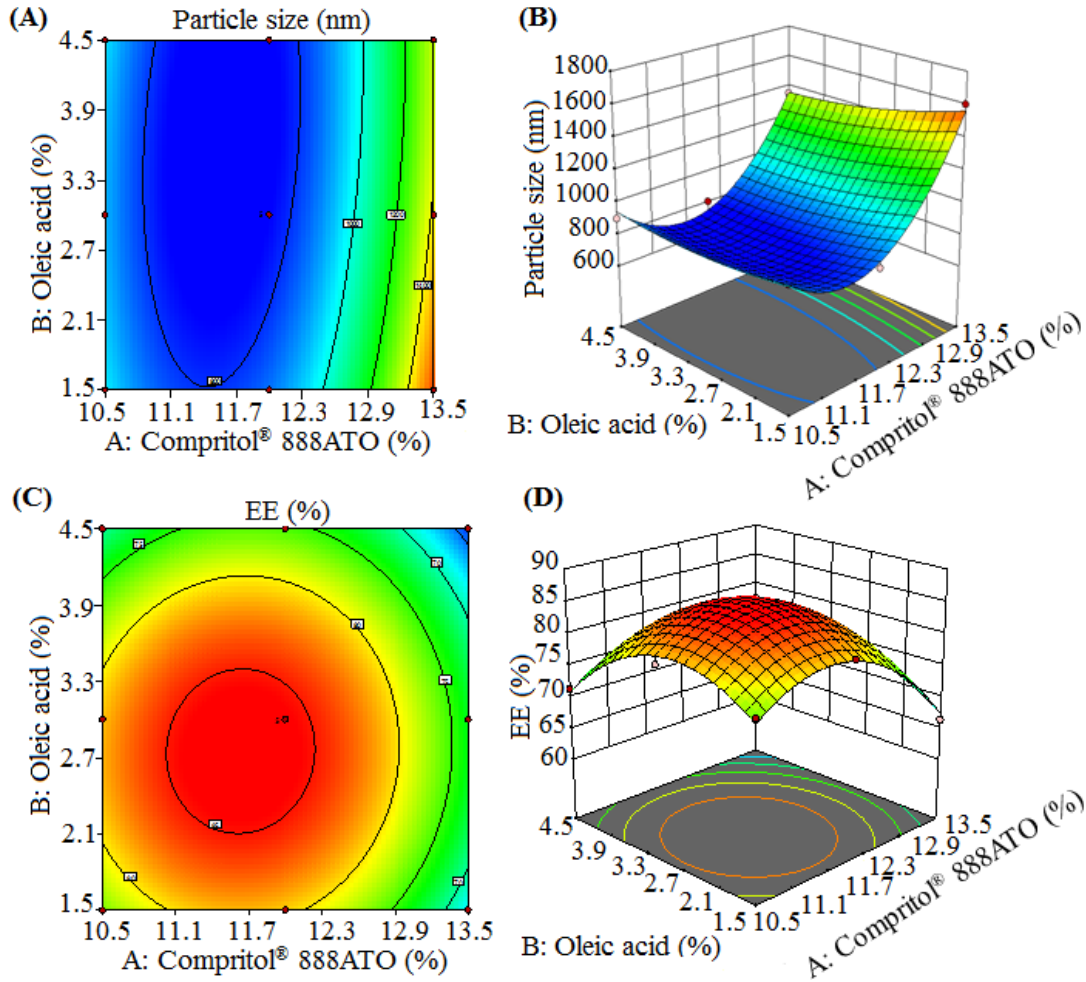 (A)
Particle size (nm)
B: Oleic acid (%)
4.5
3.9
3.3
2.7
2.1
1.5
1000
10.5 11.1 11.7 12.3 12.9 13.5
A: Compritol® 888ATO (%)
(B)
Particle size (nm)
1800
1600
1400
1200
1000
800
600
4.5
3.9
3.3
2.7
2.1
1.5
B: Oleic acid (%)
13.5
12.9
12.3
11.7
11.1
10.5
A: Compritol® 888ATO (%)
(C)
EE (%)
B: Oleic acid (%)
4.5
3.9
3.3
2.7
2.1
1.5
10.5 11.1 11.7 12.3 12.9 13.5
A: Compritol® 888ATO (%)
(D)
EE (%)
90
85
80
75
70
65
60
4.5
3.9
3.3
2.7
2.1
1.5
B: Oleic acid (%)
13.5
12.9
12.3
11.7
11.1
10.5
A: Compritol® 888ATO (%)